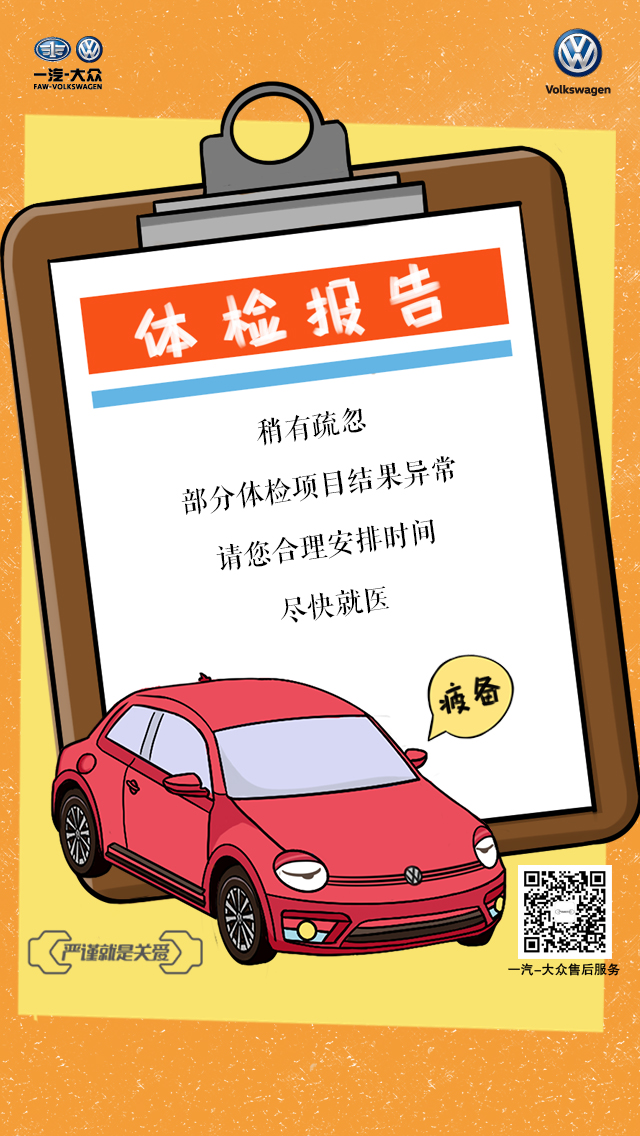 一汽-大众
FAW-VOLKSWAGEN
Volkswagen
体检报告
稍有疏忽
部分体检项目结果异常
请您合理安排时间
尽快就医
疲备
严谨就是关爱
一汽-大众售后服务